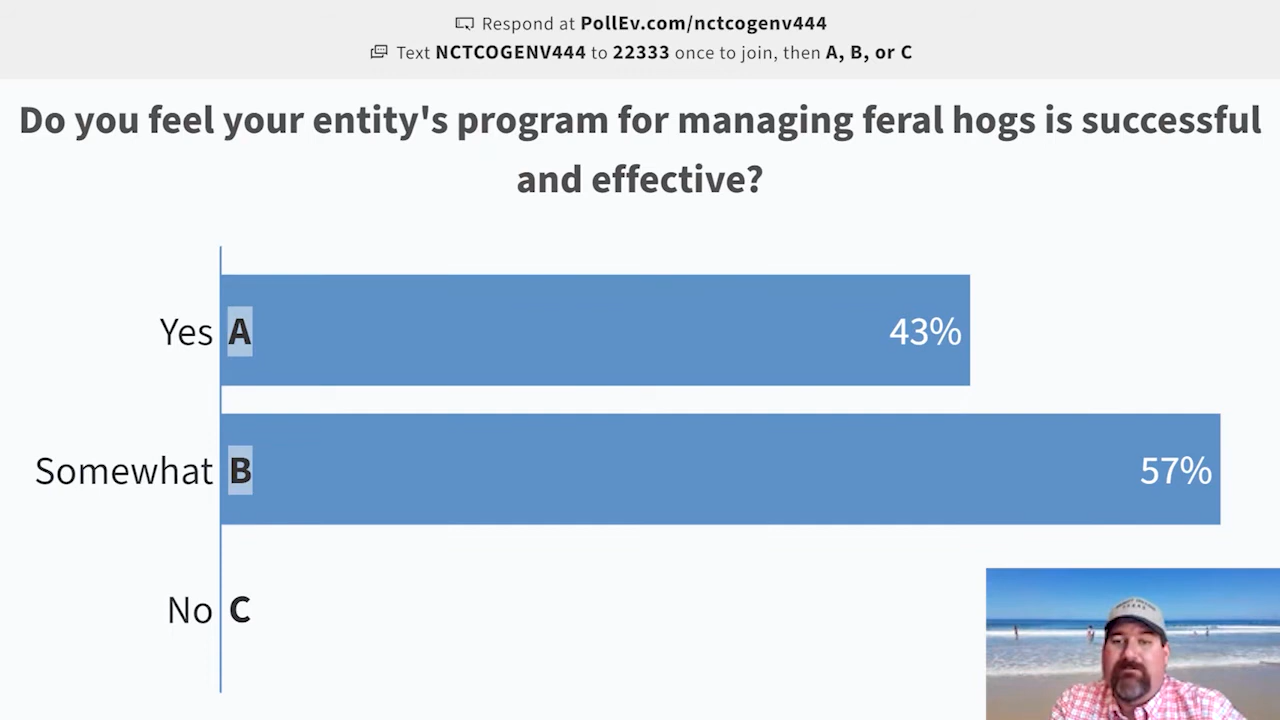 Respond at PollEv.com/nctcogenv444
Text NCTCOGENV444 to 22333 once to join, then A, B, or C
Do you feel your entity's program for managing feral hogs is successful
and effective?
Yes A 43%
Somewhat B 57%
No C